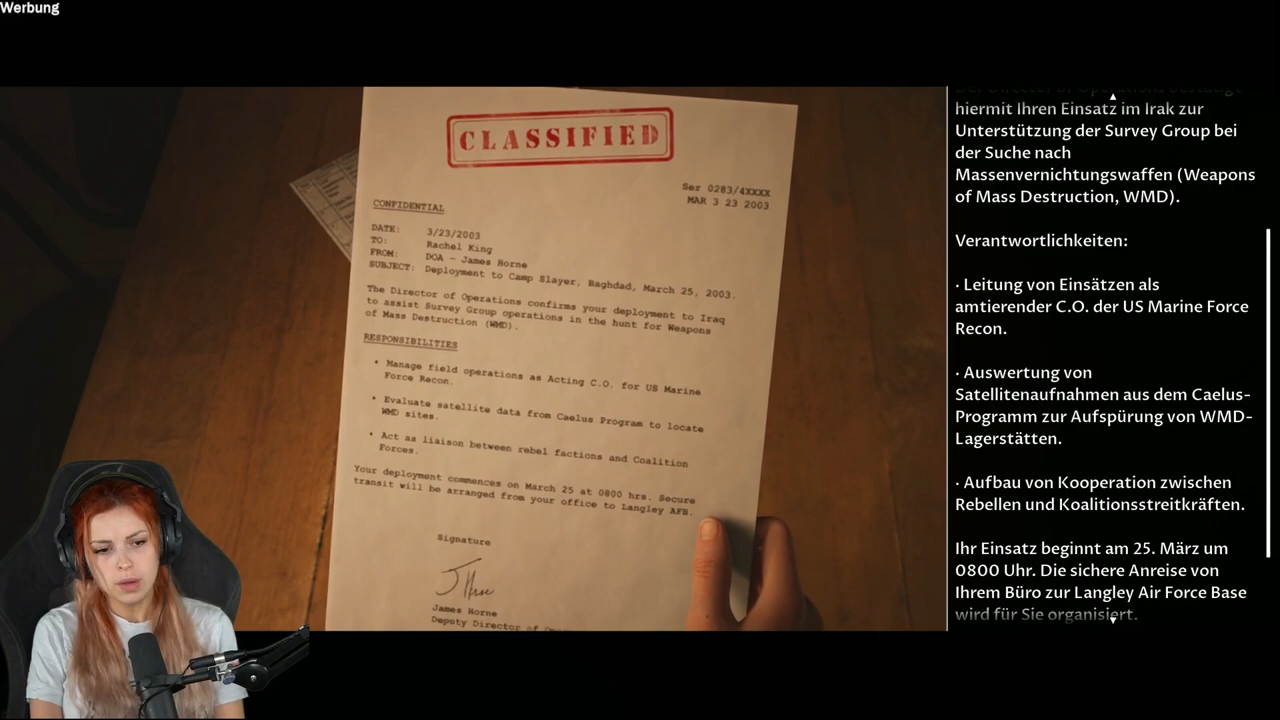 Werbung
CLASSIFIED
Ser 0283/4XXXX
MAR 3 23 2003
CONFIDENTIAL
DATE: 3/23/2003
TO: Rachel King
FROM: DOA - James Horne
SUBJECT: Deployment to Camp Slayer, Baghdad, March 25, 2003.
The Director of Operations confirms your deployment to Iraq
to assist Survey Group operations in the hunt for Weapons
of Mass Destruction (WMD).
RESPONSIBILITIES
• Manage field operations as Acting C.O. for US Marine
Force Recon.
• Evaluate satellite data from Caelus Program to locate
WMD sites.
• Act as liaison between rebel factions and Coalition
Forces.
Your deployment commences on March 25 at 0800 hrs. Secure
transit will be arranged from your office to Langley AFB.
Signature
James Horne
Deputy Director of
hiermit Ihren Einsatz im Irak zur
Unterstützung der Survey Group bei
der Suche nach
Massenvernichtungswaffen (Weapons
of Mass Destruction, WMD).
Verantwortlichkeiten:
· Leitung von Einsätzen als
amtierender C.O. der US Marine Force
Recon.
· Auswertung von
Satellitenaufnahmen aus dem Caelus-
Programm zur Aufspürung von WMD-
Lagerstätten.
· Aufbau von Kooperation zwischen
Rebellen und Koalitionsstreitkräften.
Ihr Einsatz beginnt am 25. März um
0800 Uhr. Die sichere Anreise von
Ihrem Büro zur Langley Air Force Base
wird für Sie organisiert.